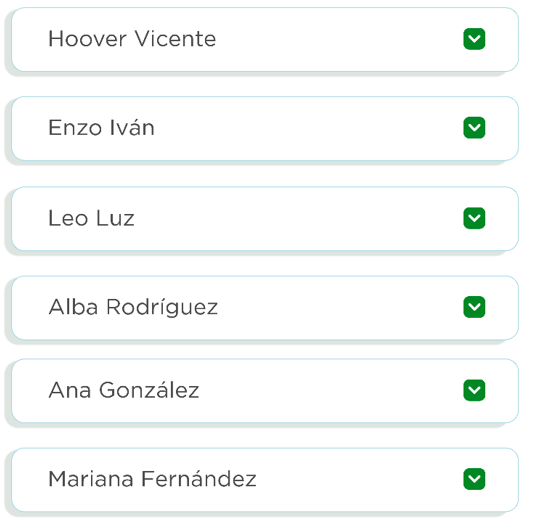 Hoover Vicente
Enzo Iván
Leo Luz
Alba Rodríguez
Ana González
Mariana Fernández